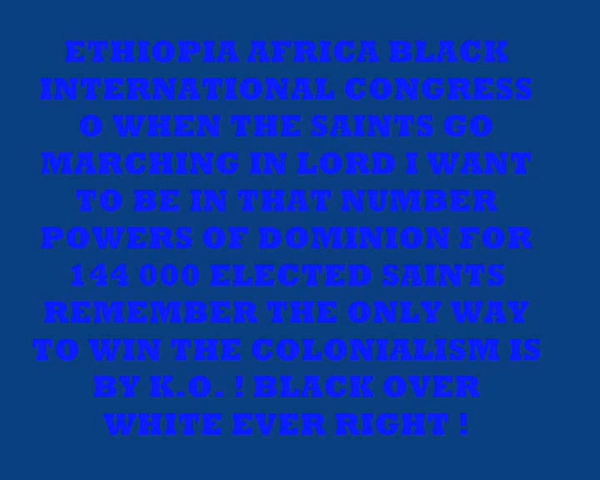 ETHIOPIA AFRICA BLACK
INTERNATIONAL CONGRESS
O WHEN THE SAINTS GO
MARCHING IN LORD I WANT
TO BE IN THAT NUMBER
POWERS OF DOMINION FOR
144 000 ELECTED SAINTS
REMEMBER THE ONLY WAY
TO WIN THE COLONIALISM IS
BY K.O. ! BLACK OVER
WHITE EVER RIGHT !